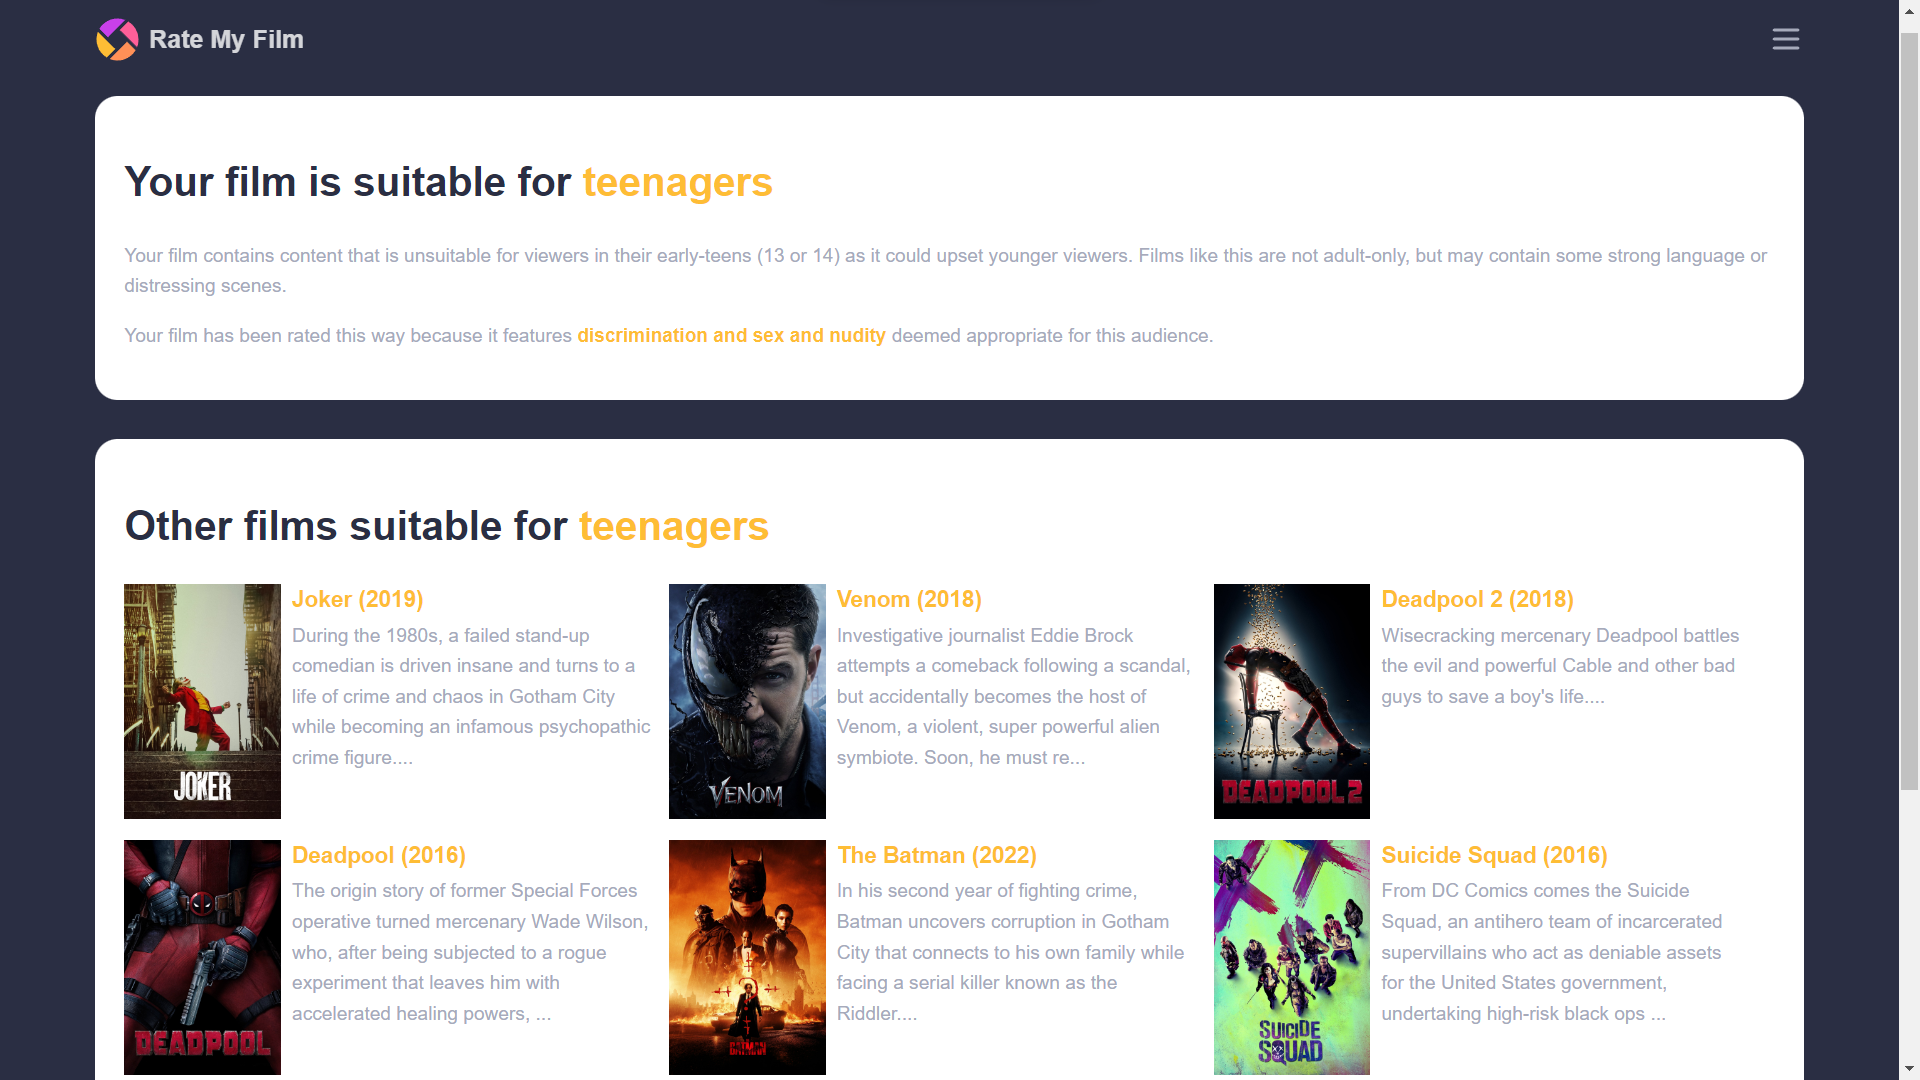 Rate My Film
Your film is suitable for teenagers
Your film contains content that is unsuitable for viewers in their early-teens (13 or 14) as it could upset younger viewers. Films like this are not adult-only, but may contain some strong language or
distressing scenes.
Your film has been rated this way because it features discrimination and sex and nudity deemed appropriate for this audience.
Other films suitable for teenagers
JOKER
Joker (2019)
During the 1980s, a failed stand-up
comedian is driven insane and turns to a
life of crime and chaos in Gotham City
while becoming an infamous psychopathic
crime figure....
VENOM
Venom (2018)
Investigative journalist Eddie Brock
attempts a comeback following a scandal,
but accidentally becomes the host of
Venom, a violent, super powerful alien
symbiote. Soon, he must re...
DEADPOOL 2
Deadpool 2 (2018)
Wisecracking mercenary Deadpool battles
the evil and powerful Cable and other bad
guys to save a boy's life....
DEADPOOL
Deadpool (2016)
The origin story of former Special Forces
operative turned mercenary Wade Wilson,
who, after being subjected to a rogue
experiment that leaves him with
accelerated healing powers, ...
THE
BATMAN
The Batman (2022)
In his second year of fighting crime,
Batman uncovers corruption in Gotham
City that connects to his own family while
facing a serial killer known as the
Riddler....
SUICIDE
SQUAD
Suicide Squad (2016)
From DC Comics comes the Suicide
Squad, an antihero team of incarcerated
supervillains who act as deniable assets
for the United States government,
undertaking high-risk black ops ...